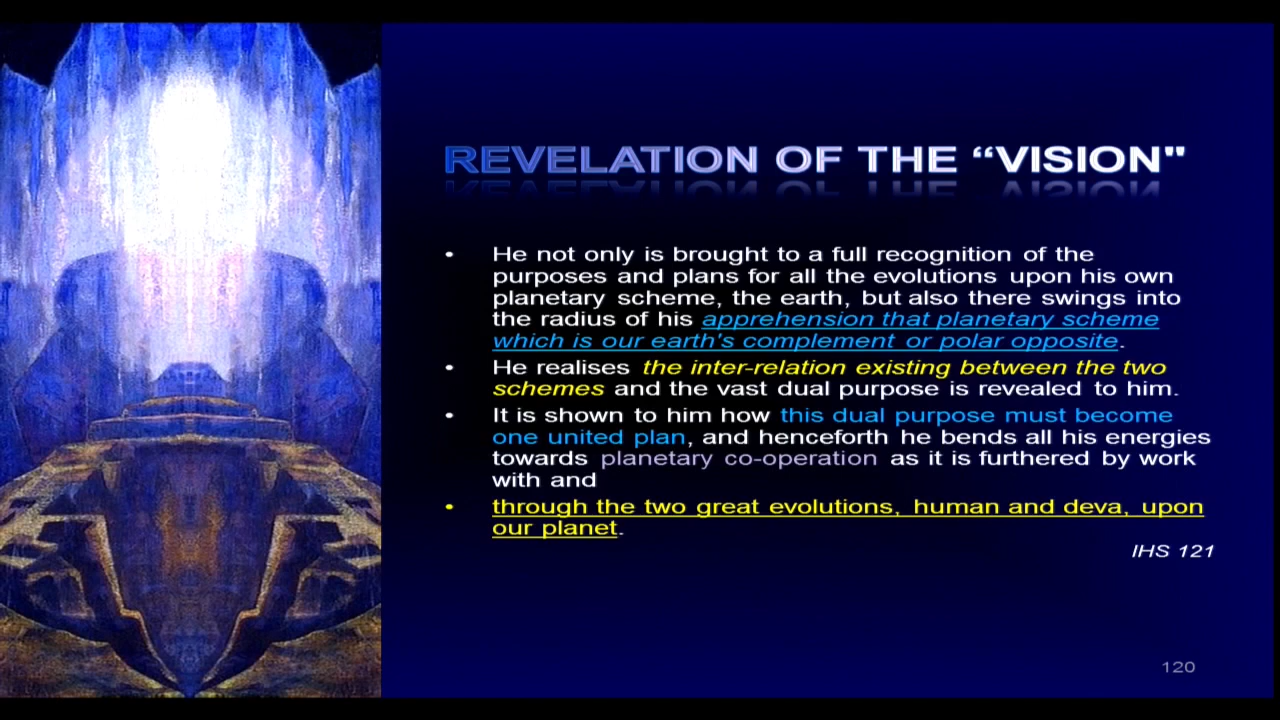 REVELATION OF THE “VISION"
• He not only is brought to a full recognition of the
purposes and plans for all the evolutions upon his own
planetary scheme, the earth, but also there swings into
the radius of his apprehension that planetary scheme
which is our earth's complement or polar opposite.
• He realises the inter-relation existing between the two
schemes and the vast dual purpose is revealed to him.
• It is shown to him how this dual purpose must become
one united plan, and henceforth he bends all his energies
towards planetary co-operation as it is furthered by work
with and
• through the two great evolutions, human and deva, upon
our planet.
IHS 121
120